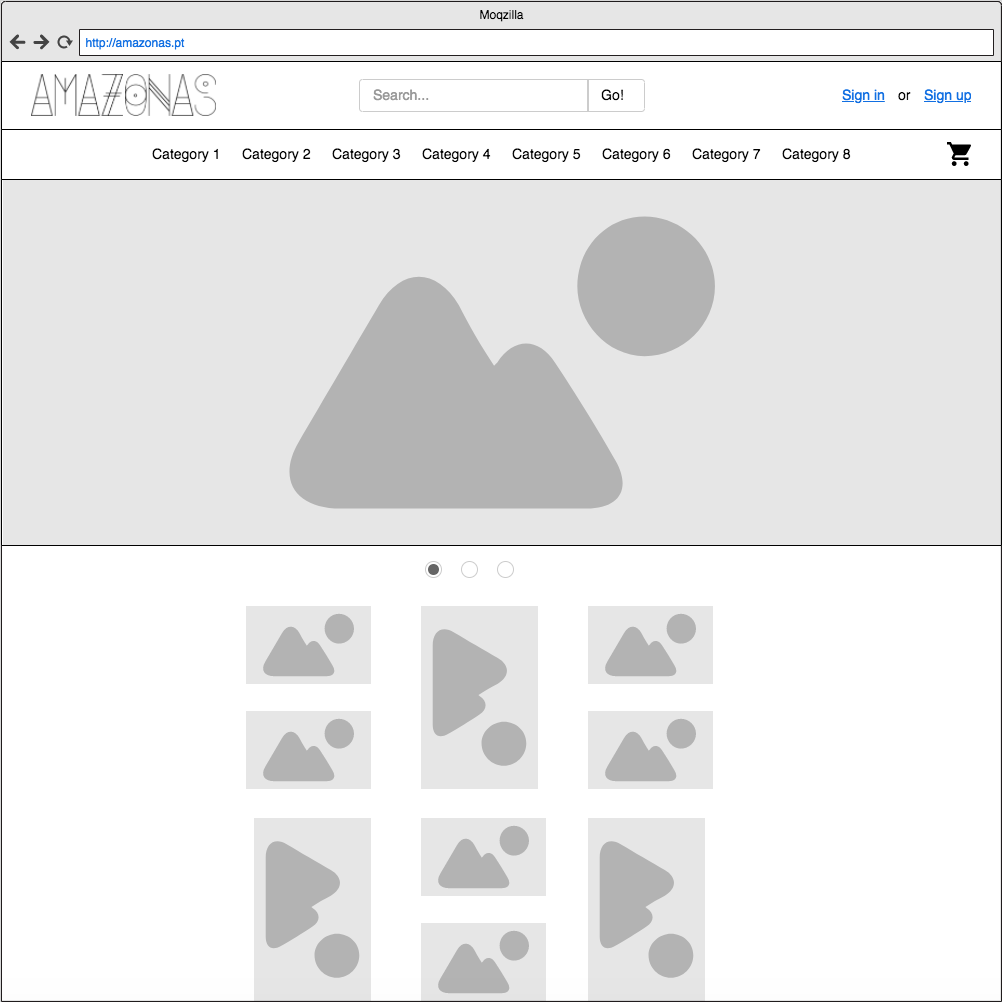 Moqzilla
http://amazonas.pt
AMAZZONAS
Search...
Go!
Sign in or Sign up
Category 1 Category 2 Category 3 Category 4 Category 5 Category 6 Category 7 Category 8